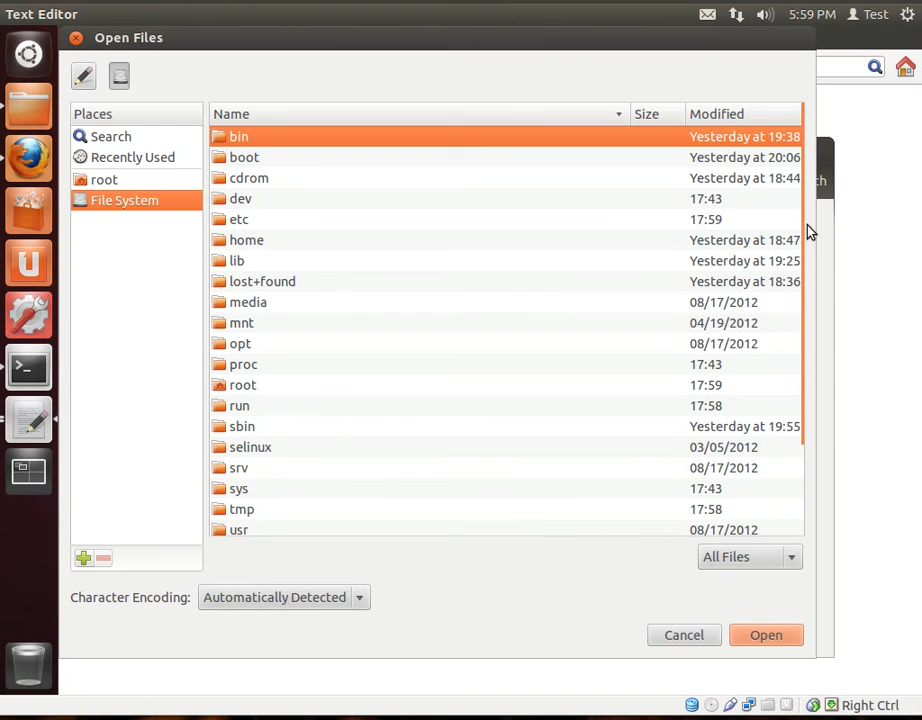 Text Editor 5:59 PM Test
Open Files
Places Name Size Modified
Search
Recently Used
root
File System
bin Yesterday at 19:38
boot Yesterday at 20:06
cdrom Yesterday at 18:44
dev 17:43
etc 17:59
home Yesterday at 18:47
lib Yesterday at 19:25
lost+found Yesterday at 18:36
media 08/17/2012
mnt 04/19/2012
opt 08/17/2012
proc 17:43
root 17:59
run 17:58
sbin Yesterday at 19:55
selinux 03/05/2012
srv 08/17/2012
sys 17:43
tmp 17:58
usr 08/17/2012
All Files
Character Encoding: Automatically Detected
Cancel Open
Right Ctrl